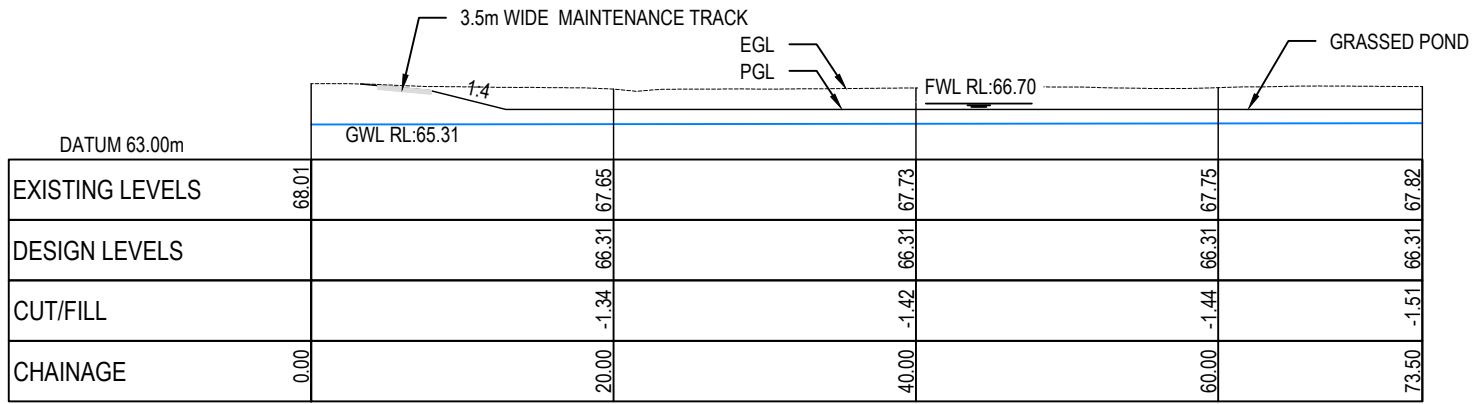 3.5m WIDE MAINTENANCE TRACK
EGL
PGL
GRASSED POND
1.4
FWL RL:66.70
GWL RL:65.31
DATUM 63.00m
EXISTING LEVELS 68.01 67.65 67.73 67.75 67.82
DESIGN LEVELS 66.31 66.31 66.31 66.31
CUT/FILL -1.34 -1.42 -1.44 -1.51
CHAINAGE 0.00 20.00 40.00 60.00 73.50